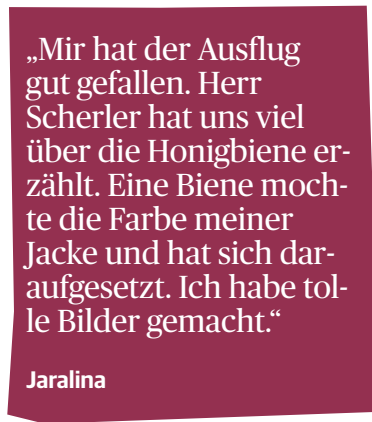 „Mir hat der Ausflug
gut gefallen. Herr
Scherler hat uns viel
über die Honigbiene er-
zählt. Eine Biene moch-
te die Farbe meiner
Jacke und hat sich dar-
aufgesetzt. Ich habe tol-
le Bilder gemacht.“
Jaralina